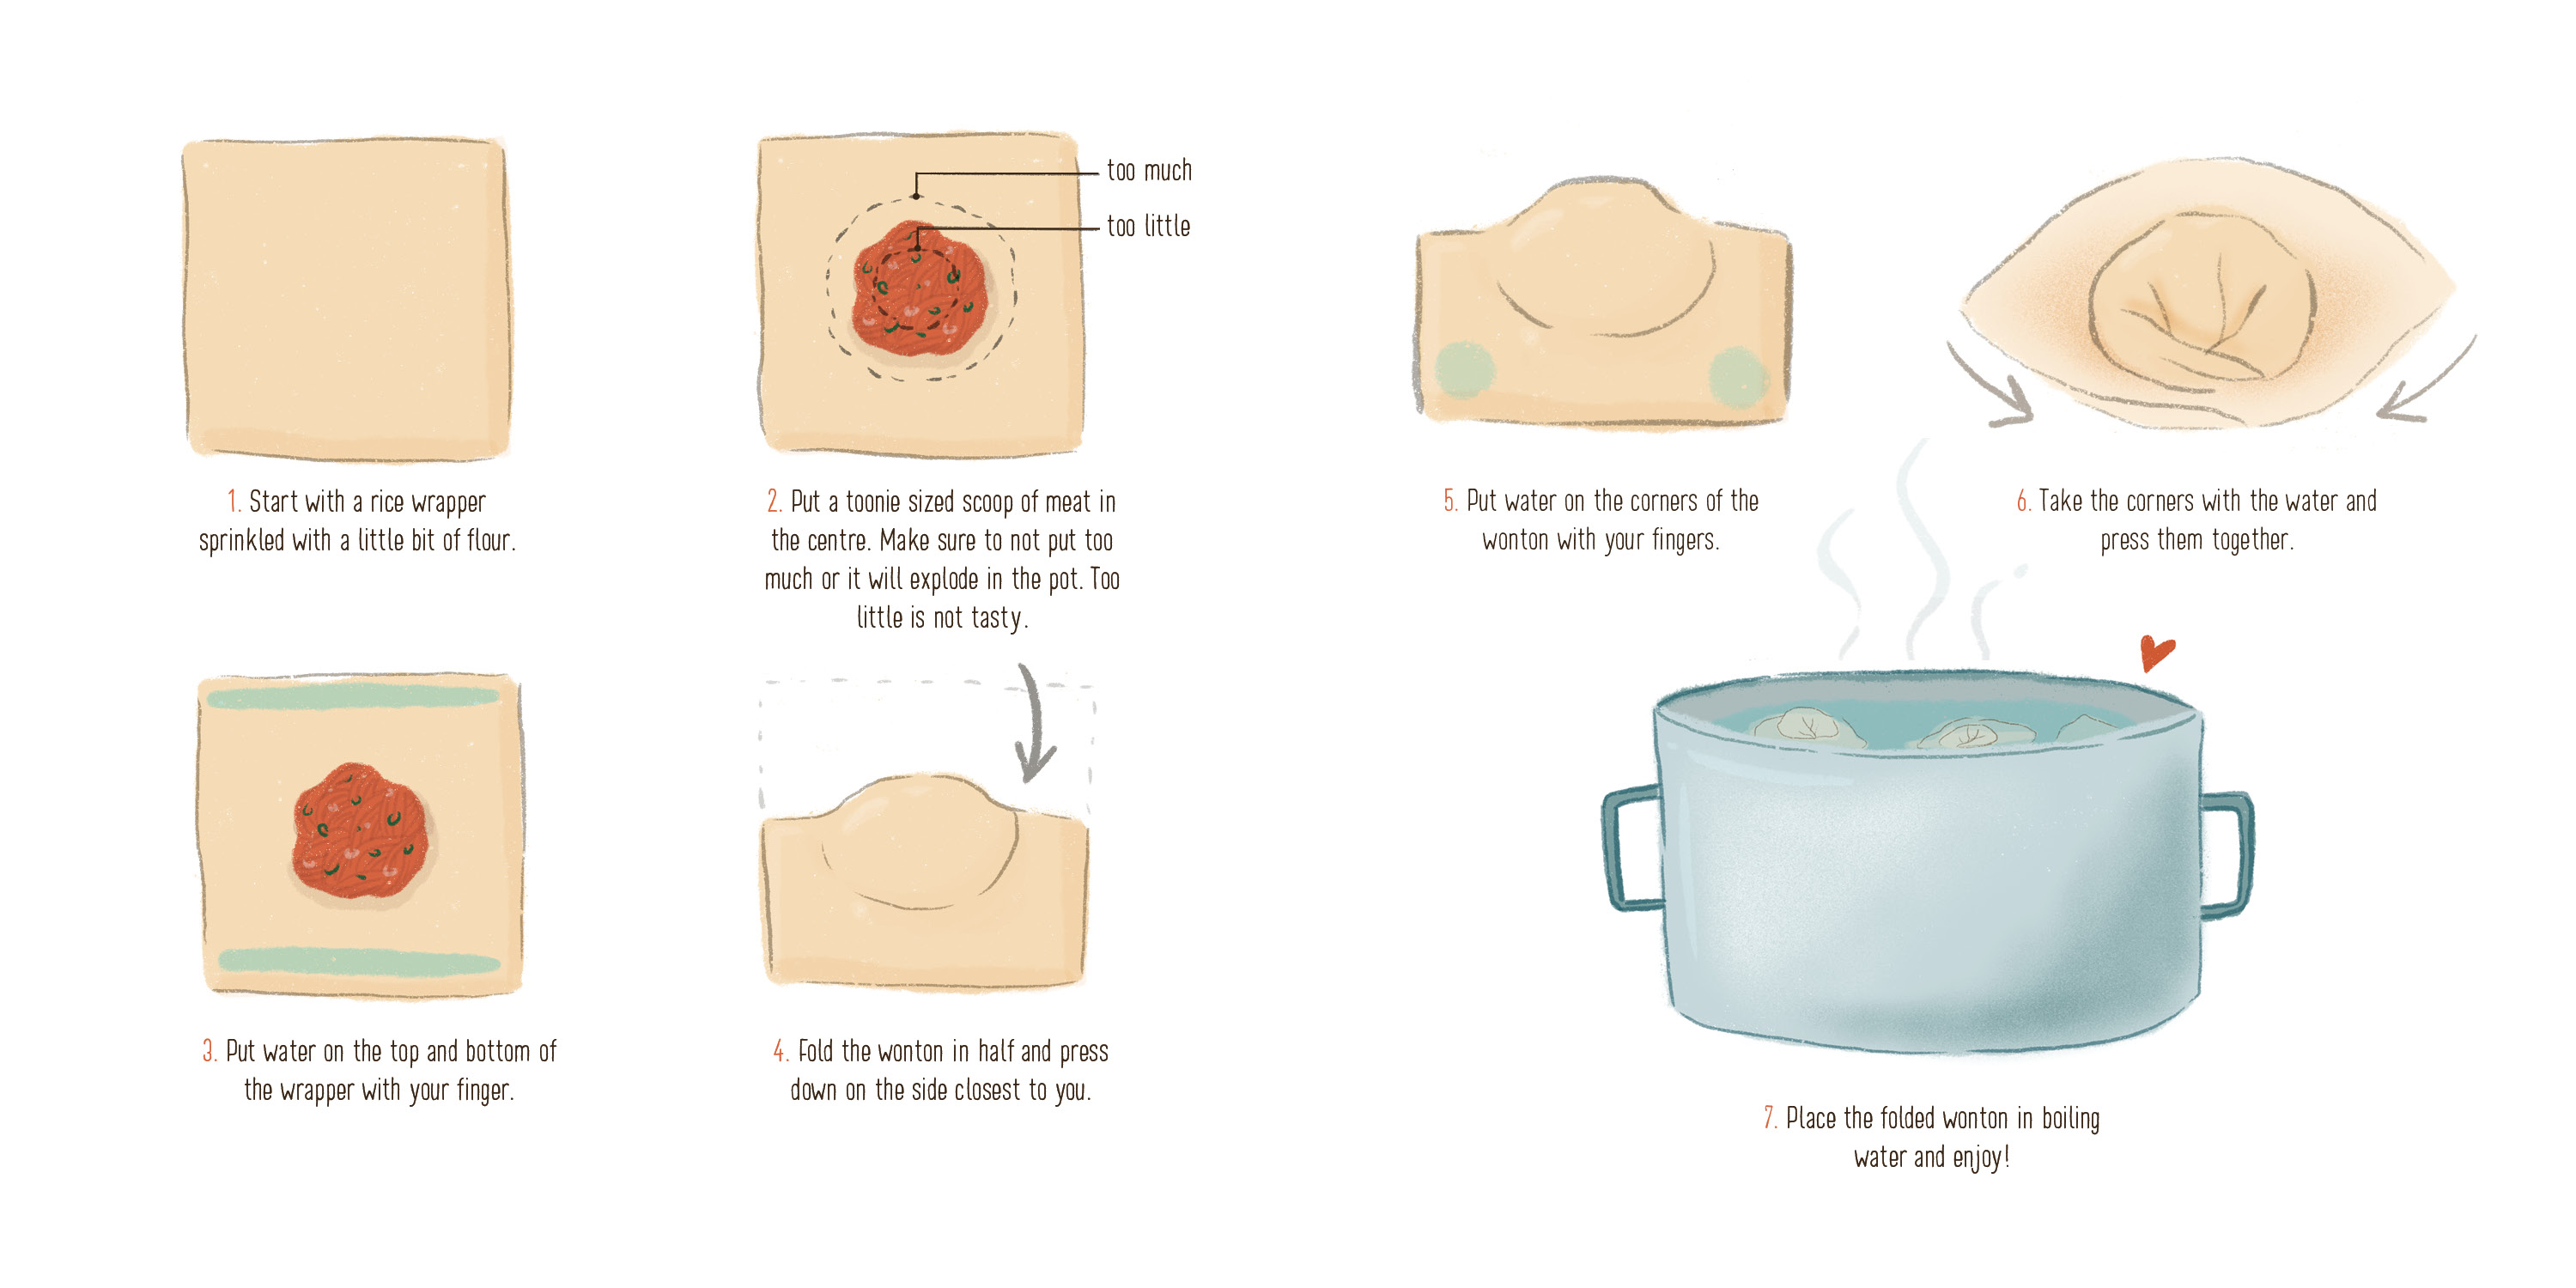 1. Start with a rice wrapper
sprinkled with a little bit of flour.
too much
too little
2. Put a toonie sized scoop of meat in
the centre. Make sure to not put too
much or it will explode in the pot. Too
little is not tasty.
3. Put water on the top and bottom of
the wrapper with your finger.
4. Fold the wonton in half and press
down on the side closest to you.
5. Put water on the corners of the
wonton with your fingers.
6. Take the corners with the water and
press them together.
7. Place the folded wonton in boiling
water and enjoy!